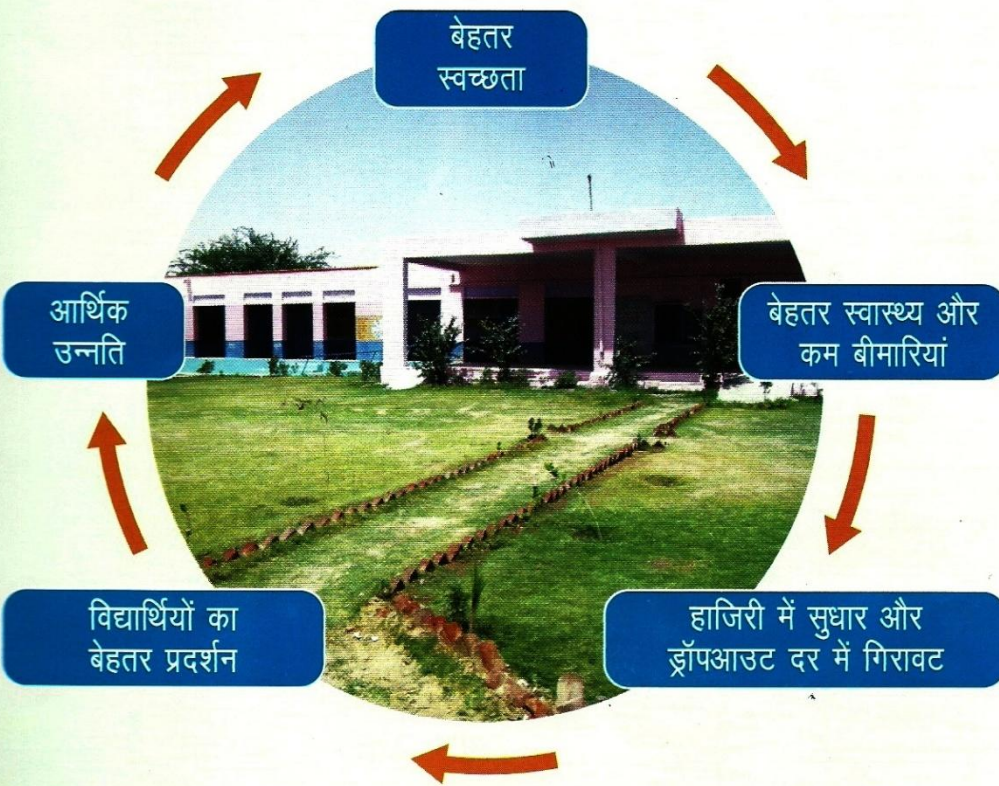 बेहतर
स्वच्छता
बेहतर स्वास्थ्य और
कम बीमारियां
हाजिरी में सुधार और
ड्रॉपआउट दर में गिरावट
विद्यार्थियों का
बेहतर प्रदर्शन
आर्थिक
उन्नति